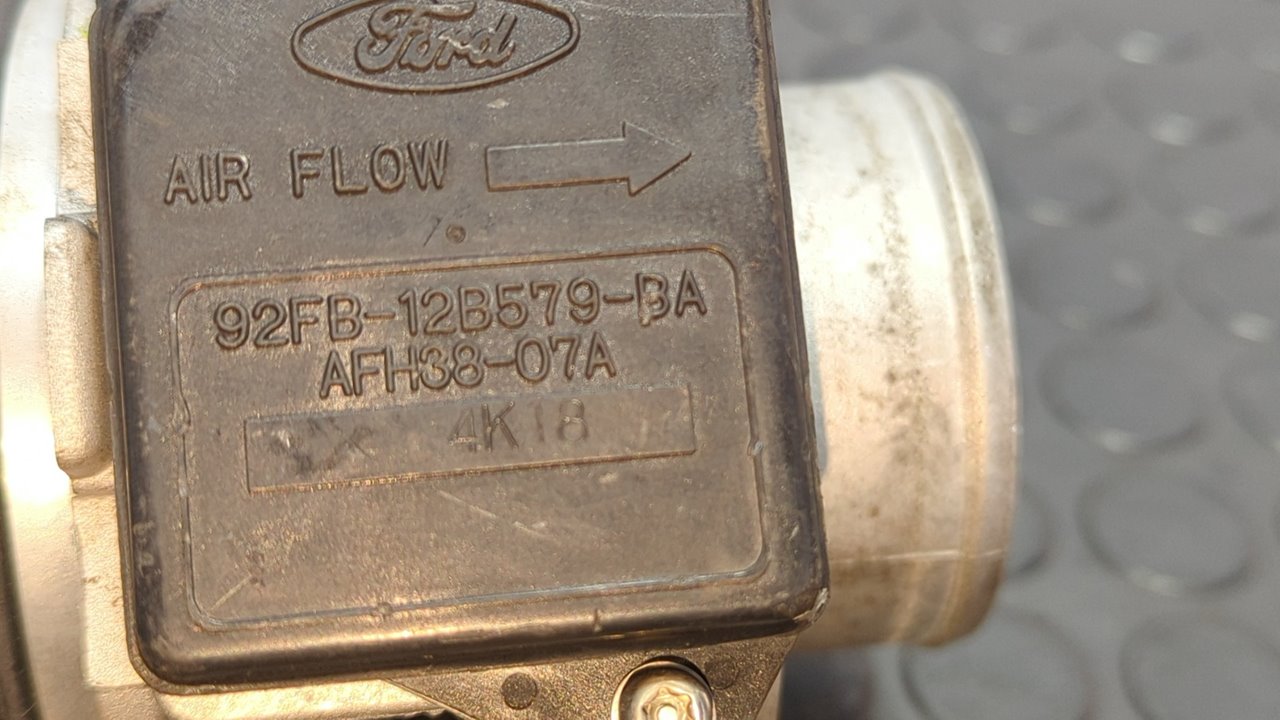 Ford
AIR FLOW
92FB-12B579-BA
AFH38-07A
4K18